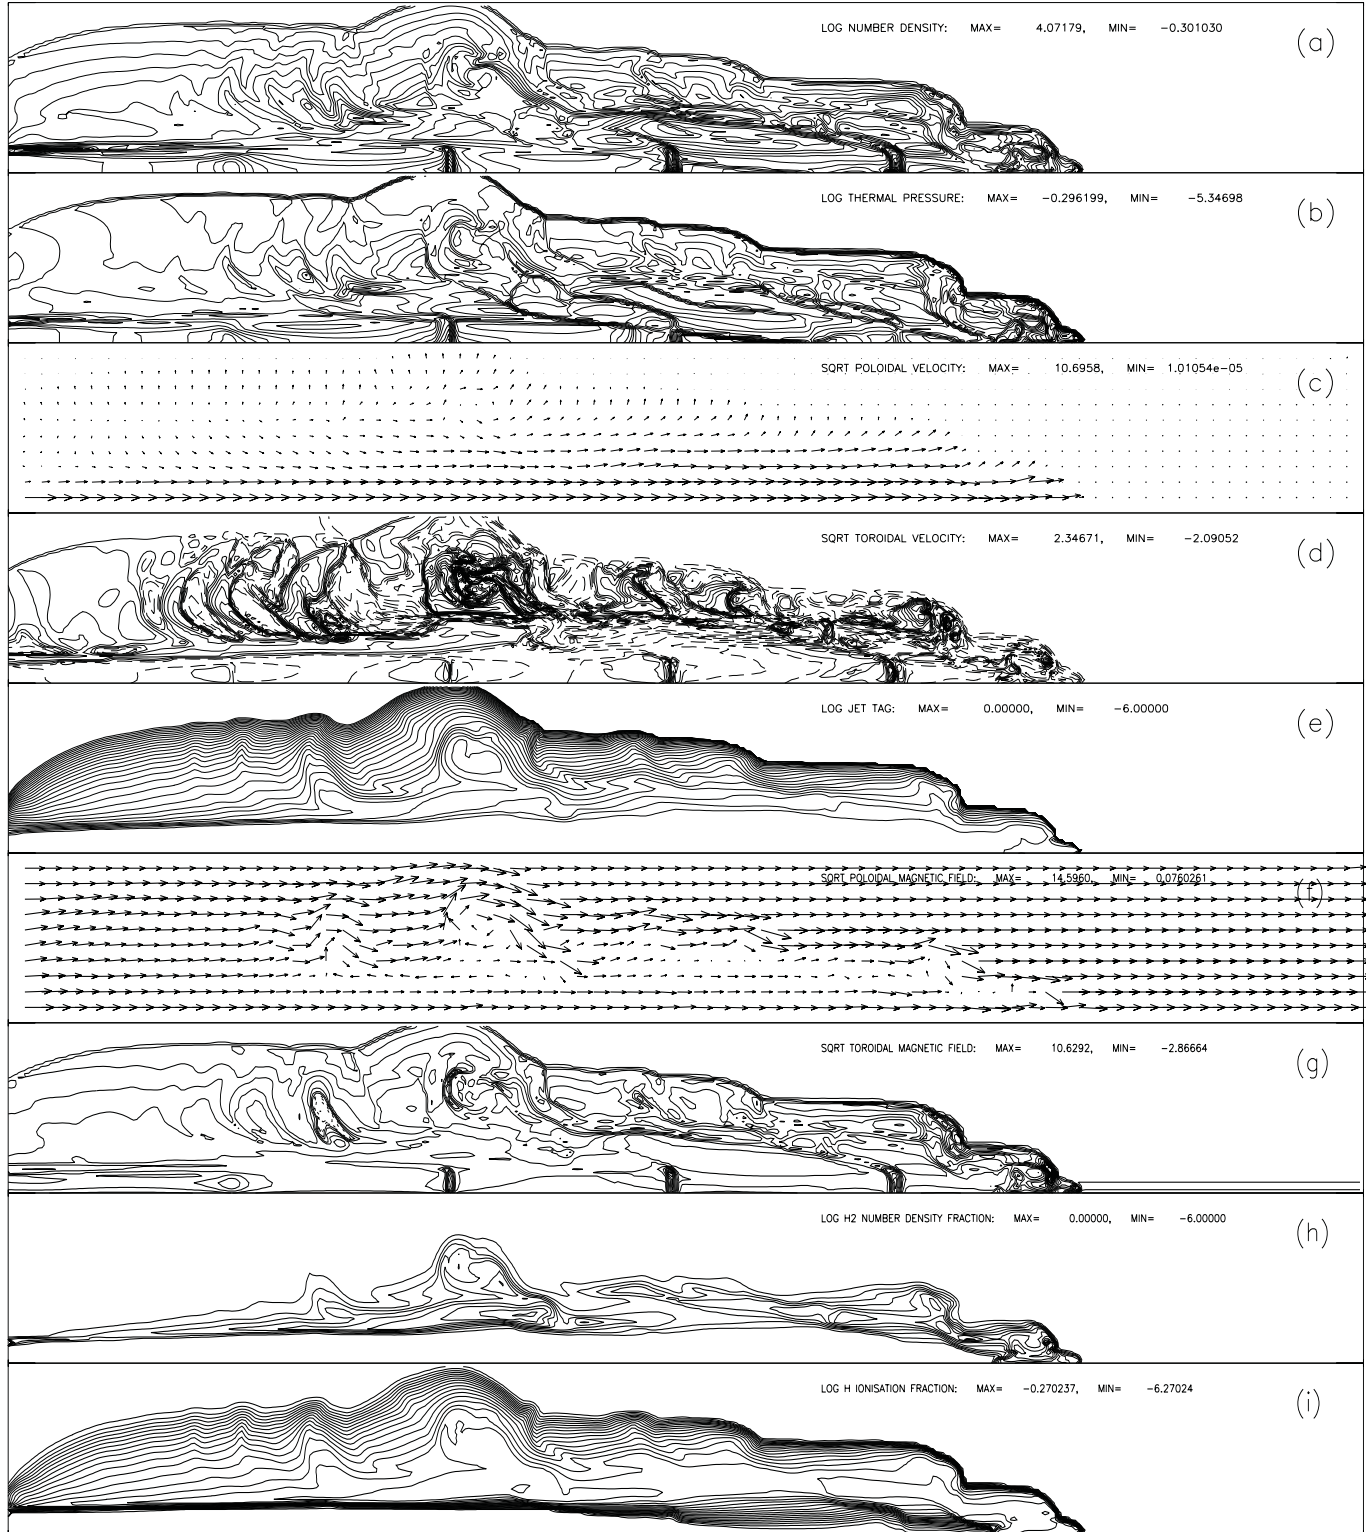 LOG NUMBER DENSITY: MAX= 4.07179, MIN= −0.301030 (a)
LOG THERMAL PRESSURE: MAX= −0.296199, MIN= −5.34698 (b)
SQRT POLOIDAL VELOCITY: MAX= 10.6958, MIN= 1.01054e−05 (c)
SQRT TOROIDAL VELOCITY: MAX= 2.34671, MIN= −2.09052 (d)
LOG JET TAG: MAX= 0.00000, MIN= −6.00000 (e)
SQRT POLOIDAL MAGNETIC FIELD: MAX= 14.5960, MIN= 0.0760261 (f)
SQRT TOROIDAL MAGNETIC FIELD: MAX= 10.6292, MIN= −2.86664 (g)
LOG H2 NUMBER DENSITY FRACTION: MAX= 0.00000, MIN= −6.00000 (h)
LOG H IONISATION FRACTION: MAX= −0.270237, MIN= −6.27024 (i)